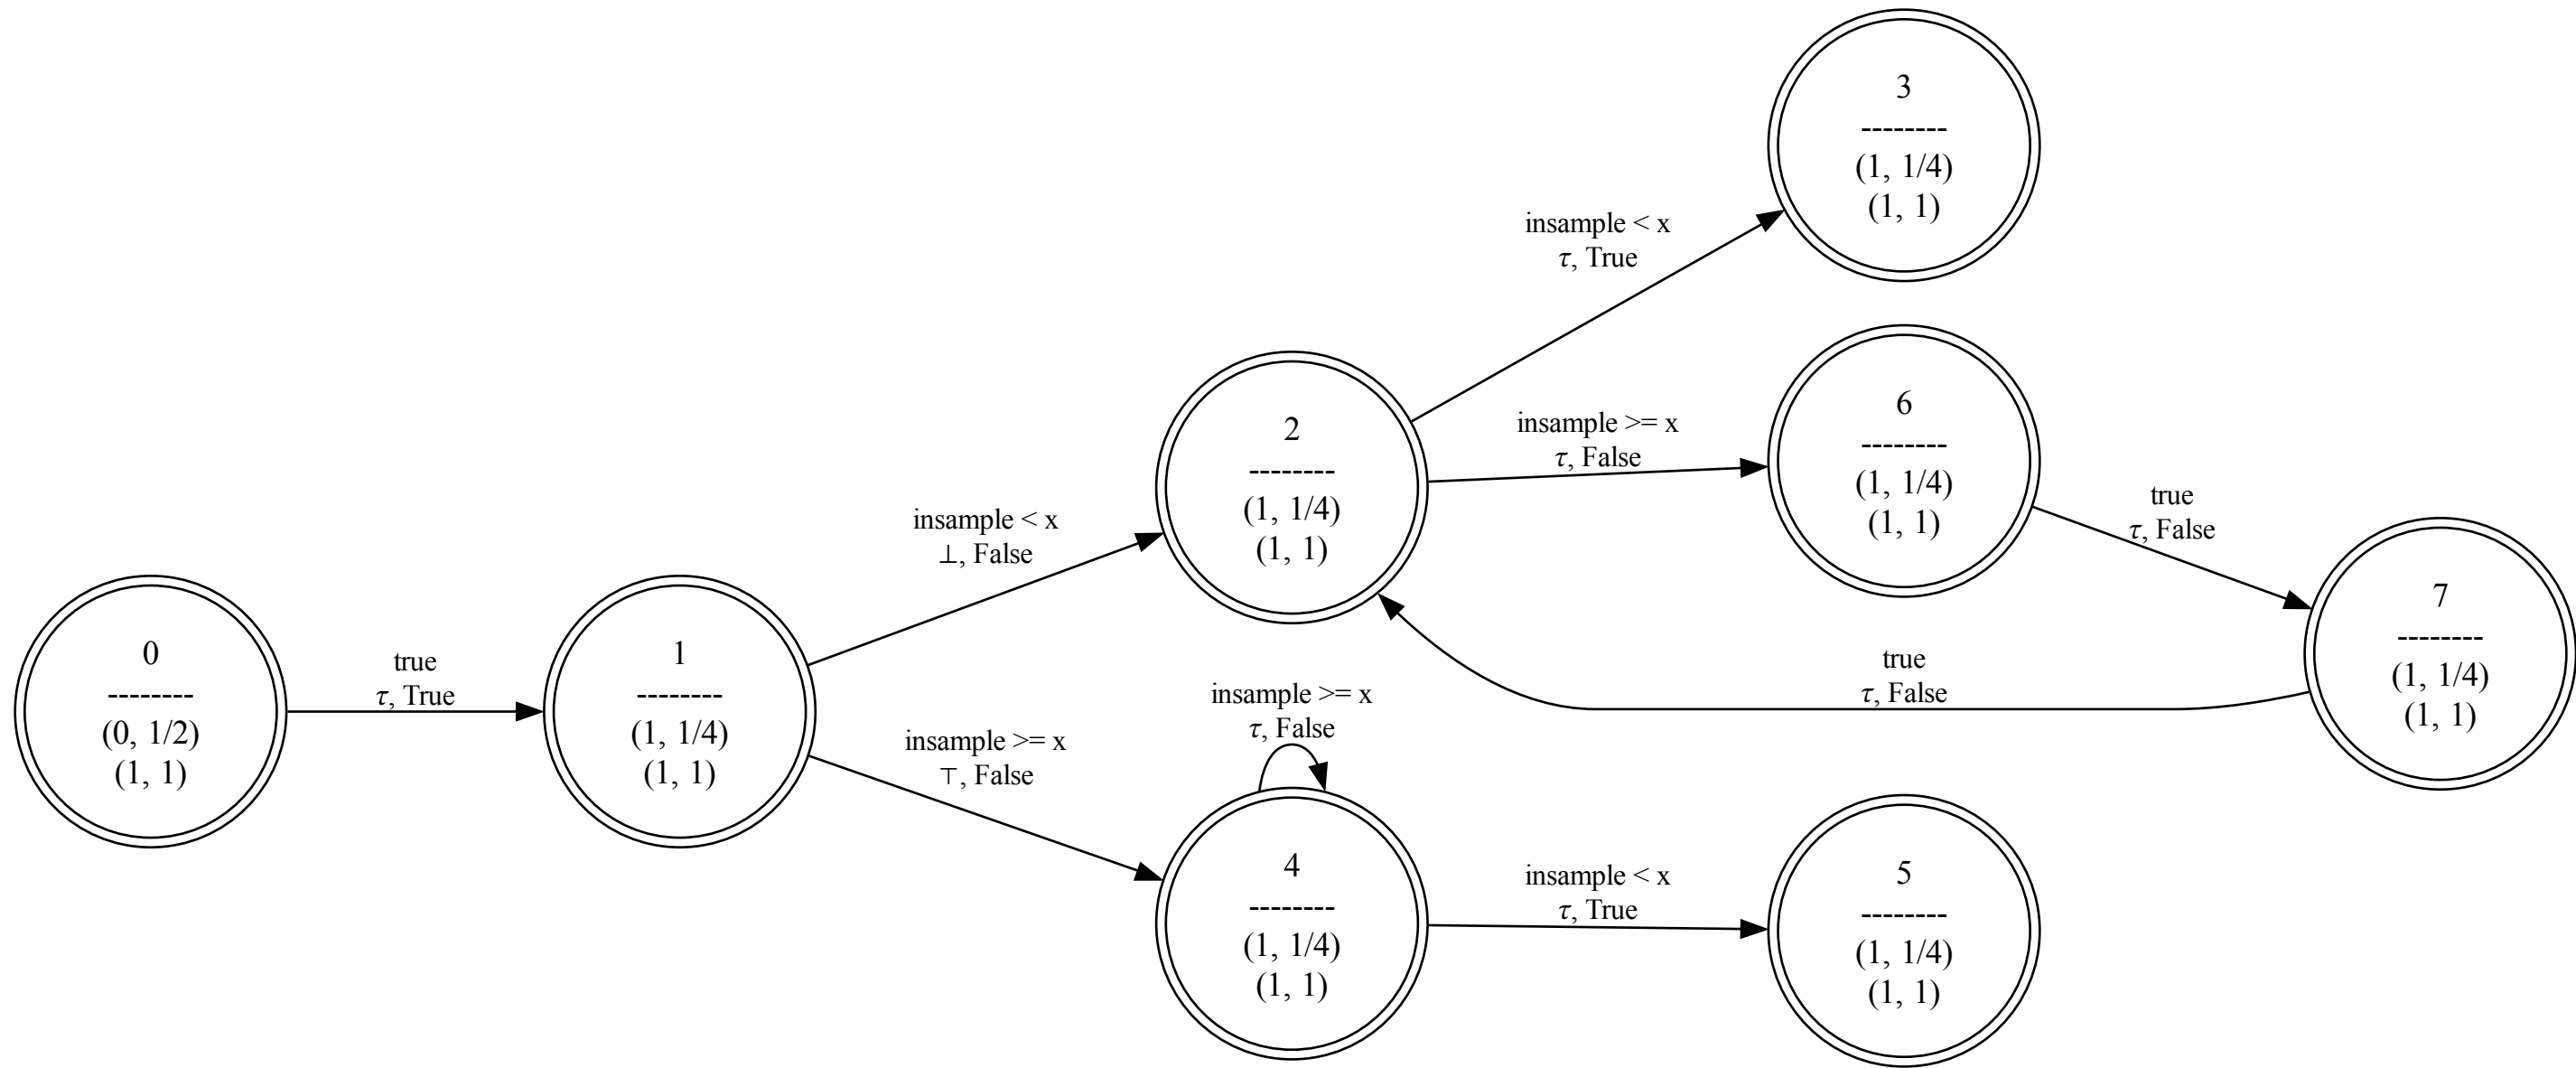 0
--------
(0, 1/2)
(1, 1)
true
τ, True
1
--------
(1, 1/4)
(1, 1)
insample < x
⊥, False
insample >= x
⊤, False
2
--------
(1, 1/4)
(1, 1)
insample >= x
τ, False
4
--------
(1, 1/4)
(1, 1)
insample < x
τ, True
insample >= x
τ, False
insample < x
τ, True
3
--------
(1, 1/4)
(1, 1)
6
--------
(1, 1/4)
(1, 1)
true
τ, False
5
--------
(1, 1/4)
(1, 1)
true
τ, False
7
--------
(1, 1/4)
(1, 1)